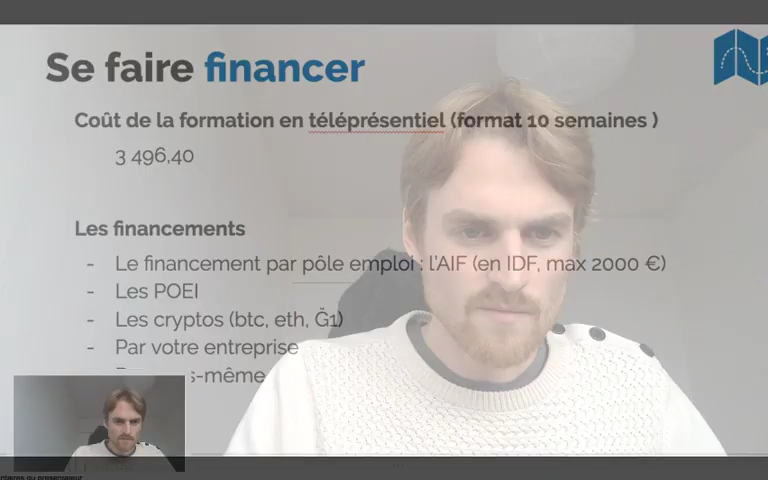 Se faire financer
Coût de la formation en téléprésentiel (format 10 semaines )
3 496,40
Les financements
- Le financement par pôle emploi : l'AIF (en IDF, max 2000 €)
- Les POEI
- Les cryptos (btc, eth, Ğ1)
- Par votre entreprise
- s-même